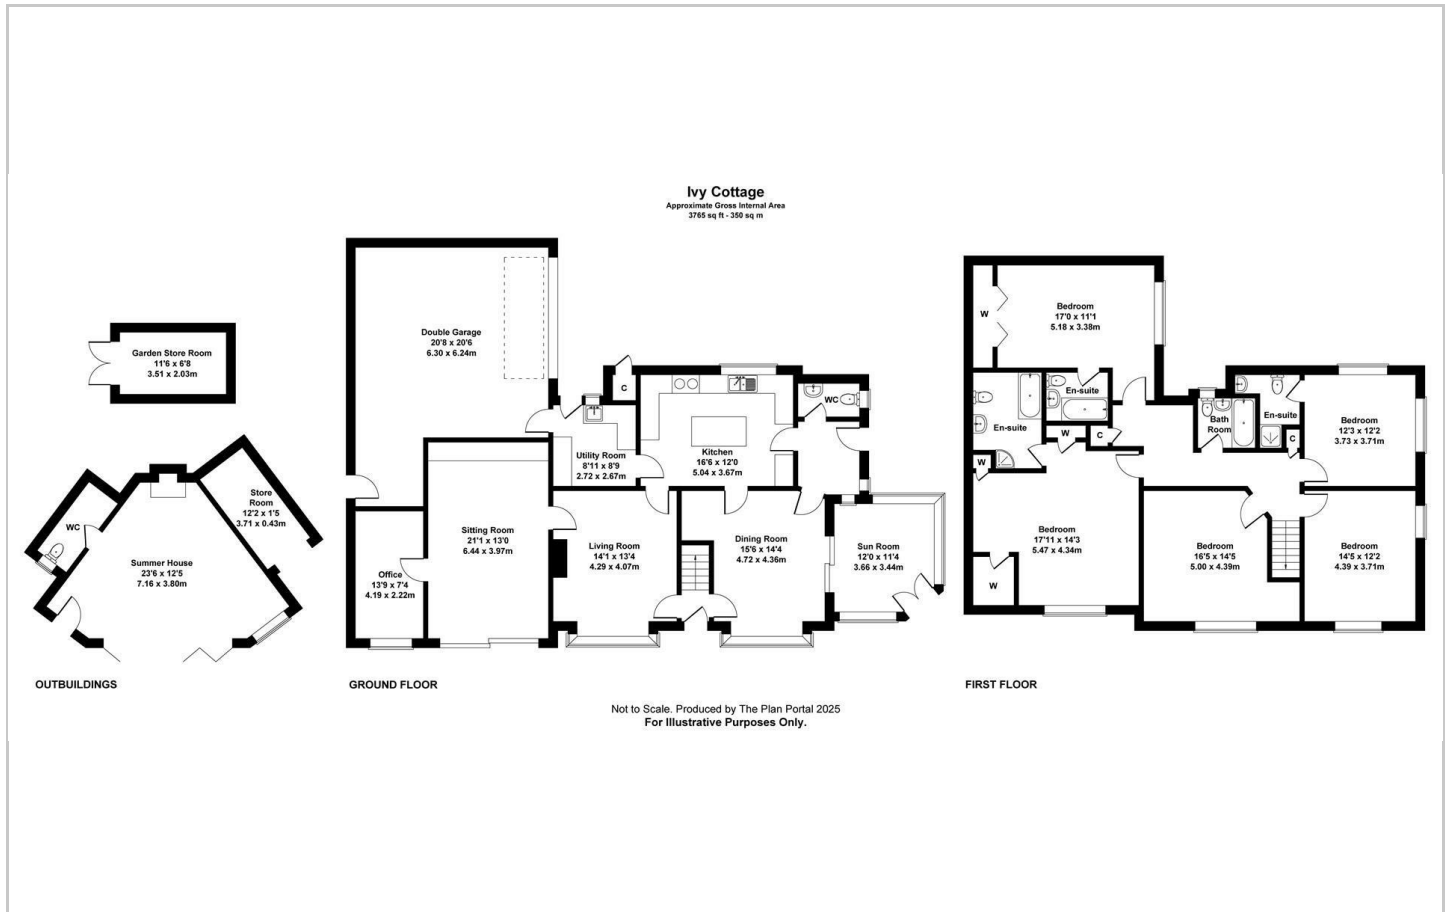 Ivy Cottage
Approximate Gross Internal Area
3765 sq ft - 350 sq m
Garden Store Room
11'6 x 6'8
3.51 x 2.03m
Store
Room
12'2 x 1'5
3.71 x 0.43m
WC
Summer House
23'6 x 12'5
7.16 x 3.80m
OUTBUILDINGS
Double Garage
20'8 x 20'6
6.30 x 6.24m
C
WC
Kitchen
16'6 x 12'0
5.04 x 3.67m
Utility Room
8'11 x 8'9
2.72 x 2.67m
Sitting Room
21'1 x 13'0
6.44 x 3.97m
Living Room
14'1 x 13'4
4.29 x 4.07m
Dining Room
15'6 x 14'4
4.72 x 4.36m
Sun Room
12'0 x 11'4
3.66 x 3.44m
Office
13'9 x 7'4
4.19 x 2.22m
GROUND FLOOR
W
Bedroom
17'0 x 11'1
5.18 x 3.38m
En-suite
En-suite
W
C
W
Bath
Room
En-suite
C
Bedroom
12'3 x 12'2
3.73 x 3.71m
Bedroom
17'11 x 14'3
5.47 x 4.34m
W
Bedroom
16'5 x 14'5
5.00 x 4.39m
Bedroom
14'5 x 12'2
4.39 x 3.71m
FIRST FLOOR
Not to Scale. Produced by The Plan Portal 2025
For Illustrative Purposes Only.